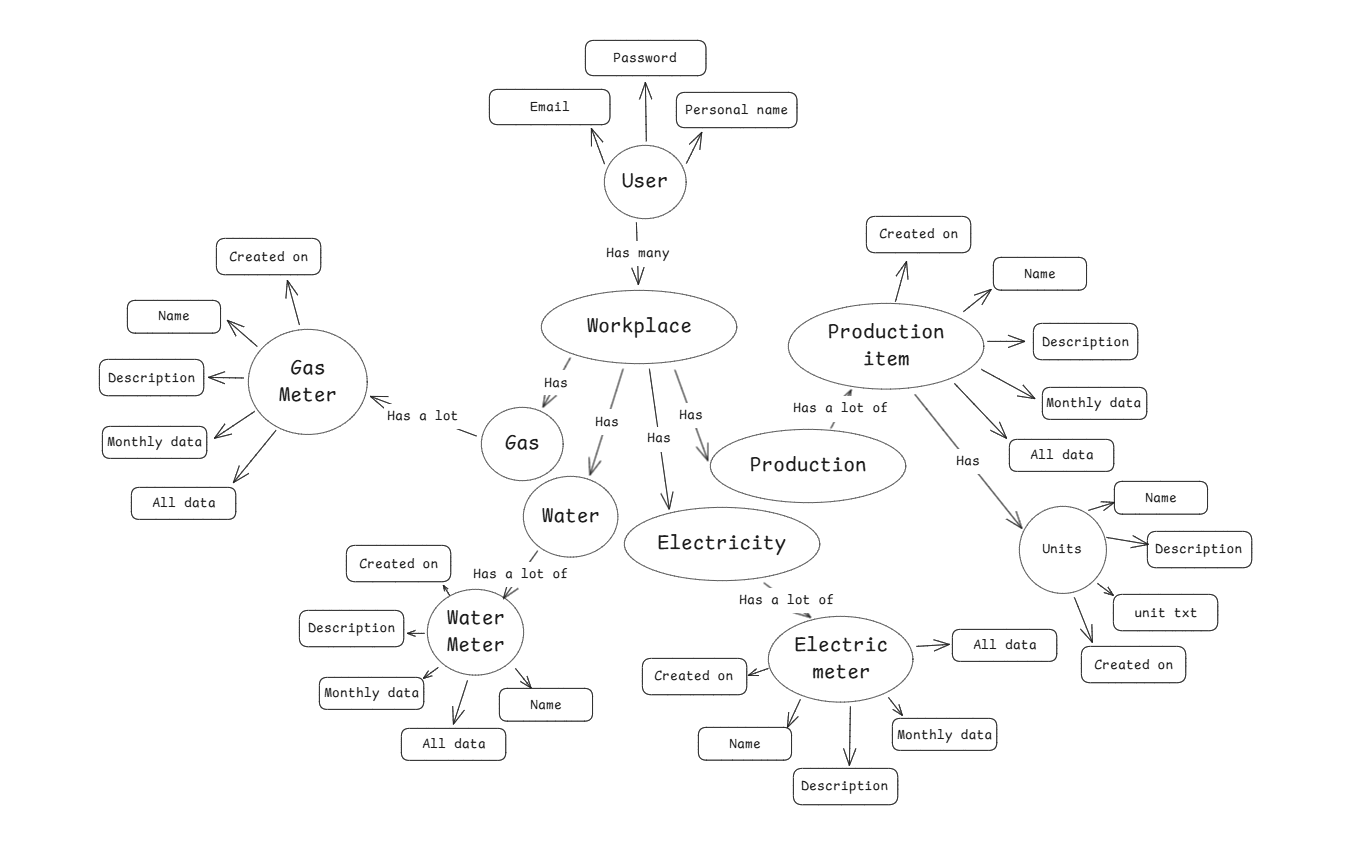 Password
Email
Personal name
User
Has many
Created on
Created on
Name
Name
Workplace
Production
item
Description
Gas
Meter
Description
Has
Monthly data
Has a lot
Has
Has
Has a lot of
Monthly data
Gas
Has
All data
Has
Production
All data
Name
Water
Electricity
Units
Description
Created on
Has a lot of
Has a lot of
unit txt
Description
Water
Meter
Electric
meter
All data
Created on
Created on
Monthly data
Name
Name
Monthly data
All data
Description